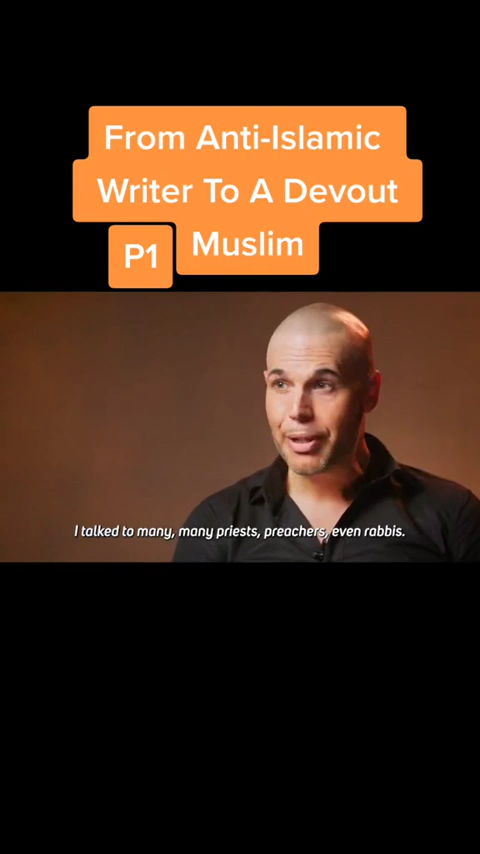 From Anti-Islamic
Writer To A Devout
P1 Muslim
I talked to many, many priests, preachers, even rabbis.